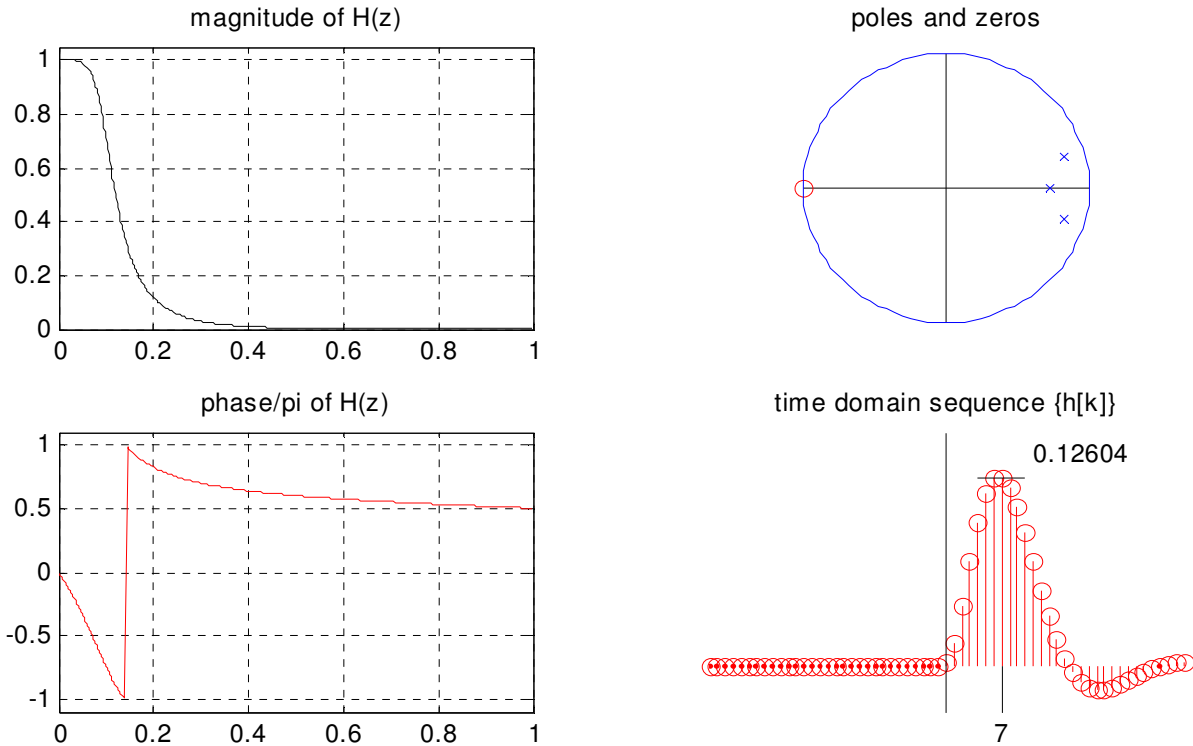 magnitude of H(z)
1
0.8
0.6
0.4
0.2
0
0 0.2 0.4 0.6 0.8 1
poles and zeros
phase/pi of H(z)
1
0.5
0
-0.5
-1
0 0.2 0.4 0.6 0.8 1
time domain sequence {h[k]}
0.12604
7